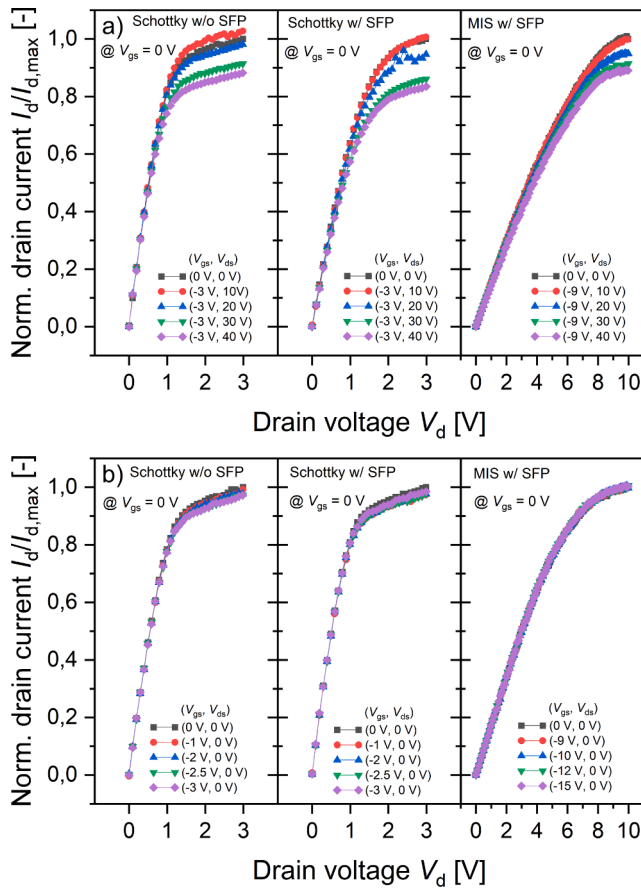 a)
Schottky w/o SFP
@ Vgs = 0 V
Schottky w/ SFP
@ Vgs = 0 V
MIS w/ SFP
@ Vgs = 0 V
Norm. drain current Id/Id,max [-]
1,0
0,8
0,6
0,4
0,2
0,0
(Vgs, Vds)
(0 V, 0 V)
(-3 V, 10V)
(-3 V, 20 V)
(-3 V, 30 V)
(-3 V, 40 V)
(Vgs, Vds)
(0 V, 0 V)
(-3 V, 10 V)
(-3 V, 20 V)
(-3 V, 30 V)
(-3 V, 40 V)
(Vgs, Vds)
(0 V, 0 V)
(-9 V, 10 V)
(-9 V, 20 V)
(-9 V, 30 V)
(-9 V, 40 V)
0 1 2 3 0 1 2 3 0 2 4 6 8 10
Drain voltage Vd [V]
b)
Schottky w/o SFP
@ Vgs = 0 V
Schottky w/ SFP
@ Vgs = 0 V
MIS w/ SFP
@ Vgs = 0 V
Norm. drain current Id/Id,max [-]
1,0
0,8
0,6
0,4
0,2
0,0
(Vgs, Vds)
(0 V, 0 V)
(-1 V, 0 V)
(-2 V, 0 V)
(-2.5 V, 0 V)
(-3 V, 0 V)
(Vgs, Vds)
(0 V, 0 V)
(-1 V, 0 V)
(-2 V, 0 V)
(-2.5 V, 0 V)
(-3 V, 0 V)
(Vgs, Vds)
(0 V, 0 V)
(-9 V, 0 V)
(-10 V, 0 V)
(-12 V, 0 V)
(-15 V, 0 V)
0 1 2 3 0 1 2 3 0 2 4 6 8 10
Drain voltage Vd [V]